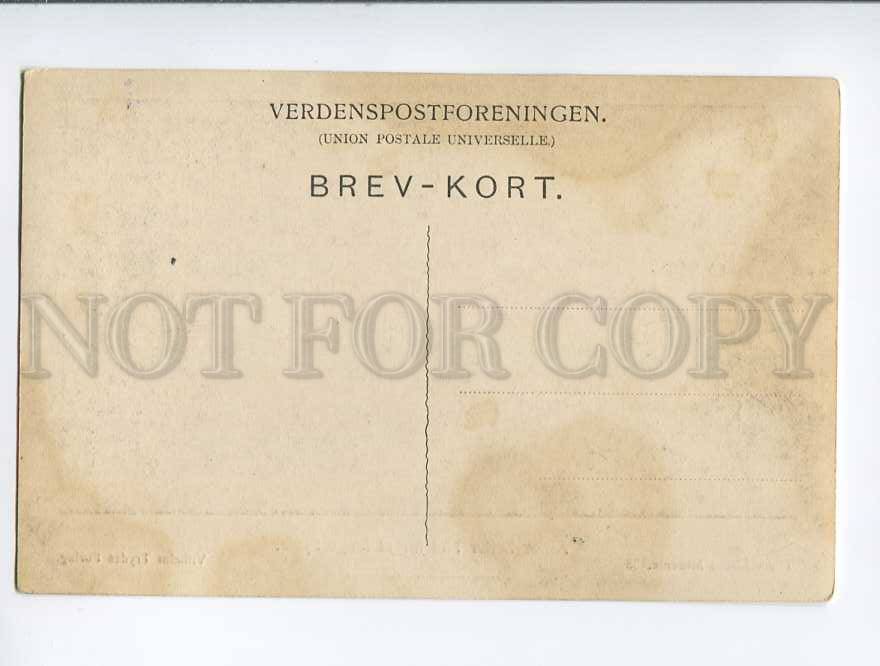 VERDENSPOSTFORENINGEN.
(UNION POSTALE UNIVERSELLE.)
BREV-KORT.
NOT FOR COPY